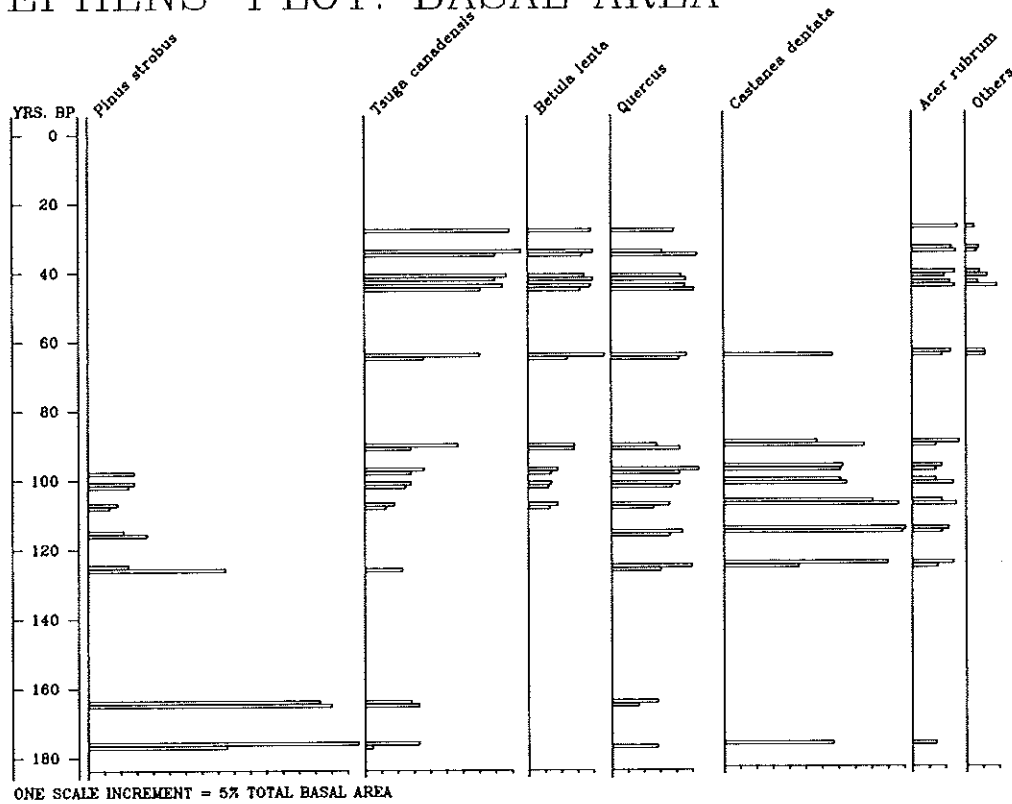 EPHENS PLOT: BASAL AREA
Pinus strobus
Tsuga canadensis
Betula lenta
Quercus
Castanea dentata
Acer rubrum
Others
YRS. BP
0
20
40
60
80
100
120
140
160
180
ONE SCALE INCREMENT = 5% TOTAL BASAL AREA